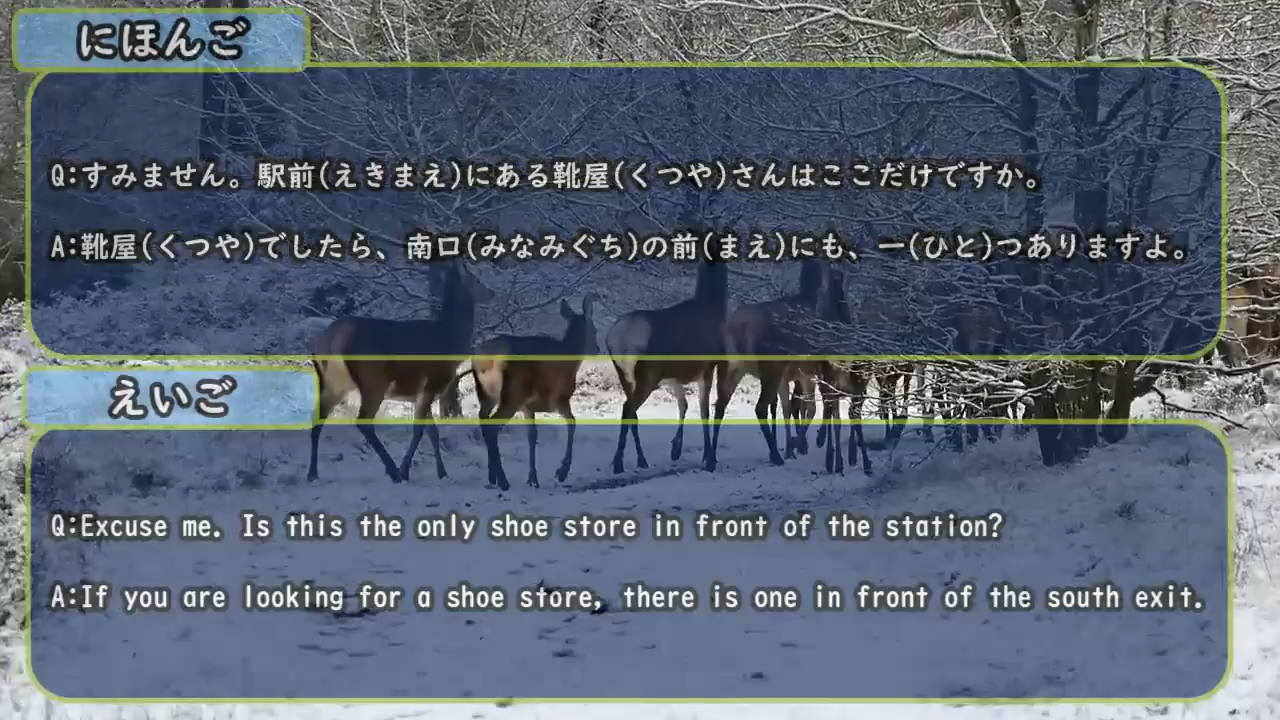 にほんご
Q:すみません。駅前(えきまえ)にある靴屋(くつや)さんはここだけですか。
A:靴屋(くつや)でしたら、南口(みなみぐち)の前(まえ)にも、一(ひと)つありますよ。
えいご
Q:Excuse me. Is this the only shoe store in front of the station?
A:If you are looking for a shoe store, there is one in front of the south exit.